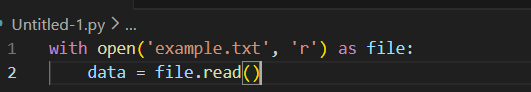 Untitled-1.py > ...
1 with open('example.txt', 'r') as file:
2     data = file.read()